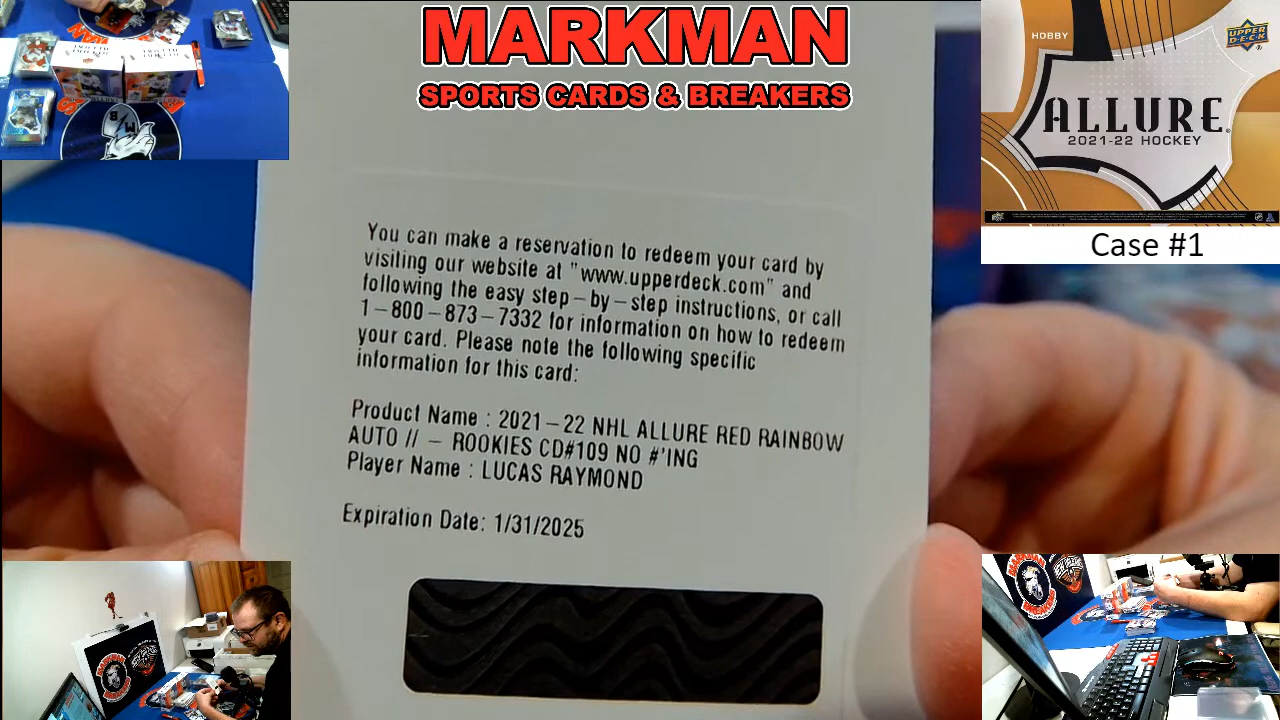 MARKMAN
SPORTS CARDS & BREAKERS
HOBBY
UPPER
DECK
ALLURE
2021-22 HOCKEY
Case #1
You can make a reservation to redeem your card by
visiting our website at "www.upperdeck.com" and
following the easy step–by–step instructions, or call
1–800–873–7332 for information on how to redeem
your card. Please note the following specific
information for this card:
Product Name : 2021–22 NHL ALLURE RED RAINBOW
AUTO // – ROOKIES CD#109 NO #'ING
Player Name : LUCAS RAYMOND
Expiration Date: 1/31/2025